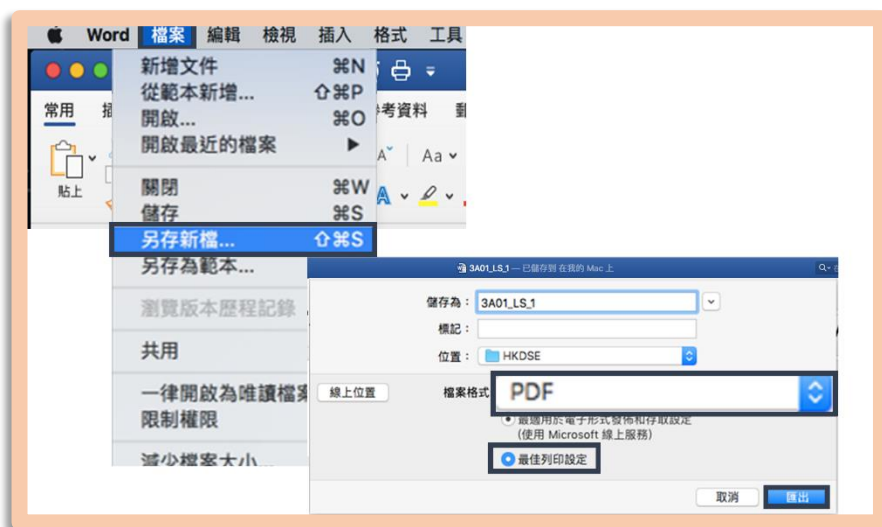 Word 檔案 編輯 檢視 插入 格式 工具
常用
考資料
貼上
Aa
新增文件 ⌘N
從範本新增... ⇧⌘P
開啟... ⌘O
開啟最近的檔案 ▶
關閉 ⌘W
儲存 ⌘S
另存新檔... ⇧⌘S
另存為範本...
瀏覽版本歷程記錄
共用
一律開啟為唯讀檔案
限制權限
減少檔案大小...
3A01_LS_1 — 已儲存到 在我的 Mac 上
儲存為： 3A01_LS_1
標記：
位置： HKDSE
線上位置 檔案格式 PDF
最適用於電子形式發佈和存取設定
(使用 Microsoft 線上服務)
最佳列印設定
取消 匯出